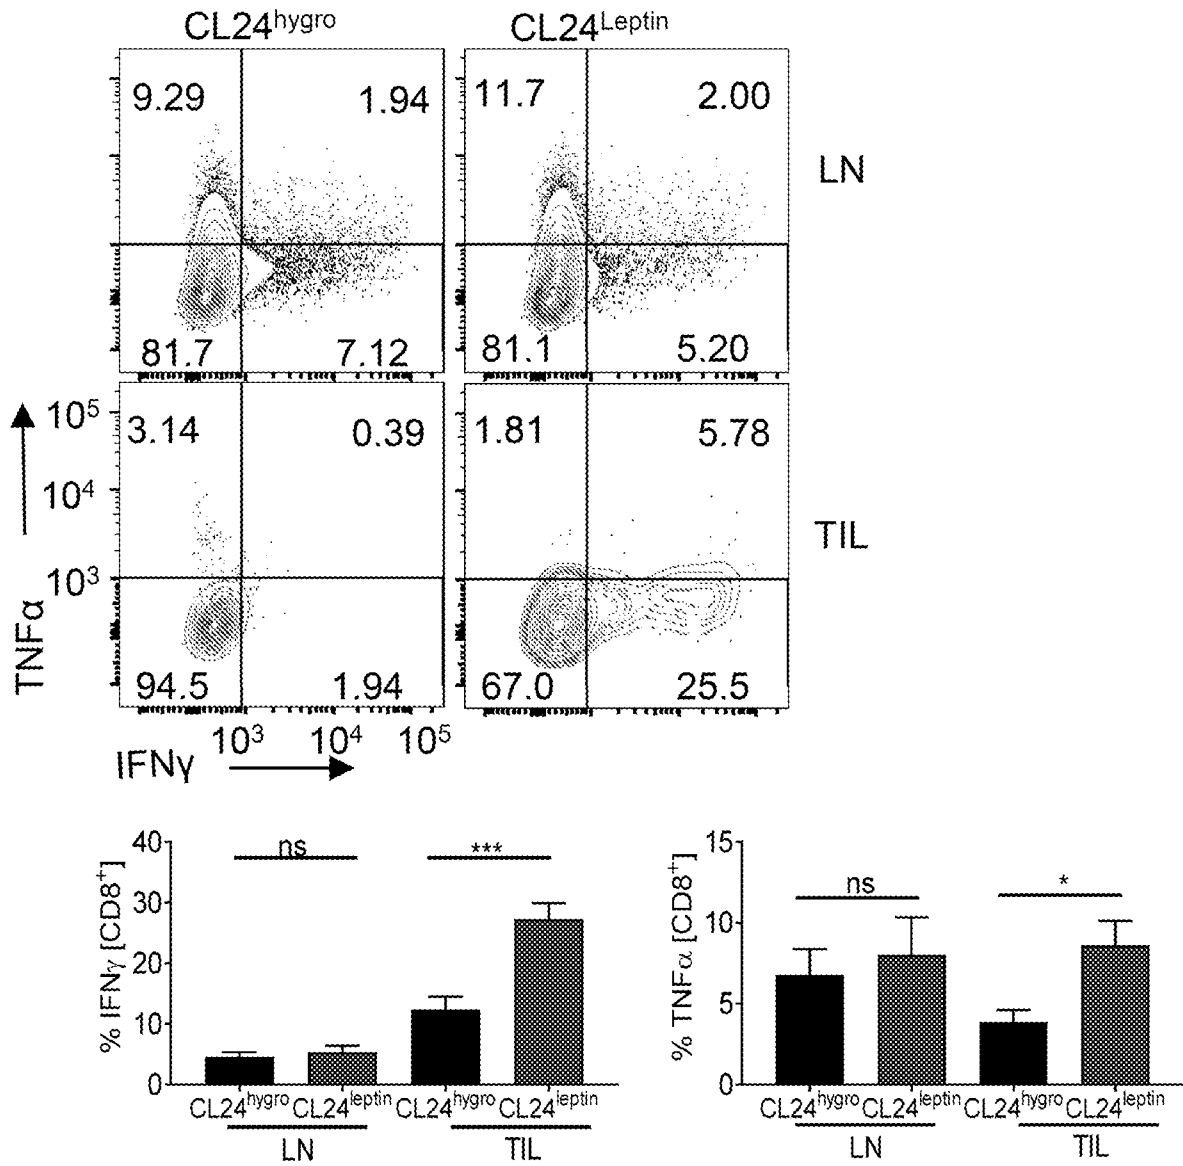 CL24hygro CL24Leptin
9.29 1.94 11.7 2.00
LN
81.7 7.12 81.1 5.20
10⁵ 3.14 0.39 1.81 5.78
10⁴
TIL
10³
TNFα
94.5 1.94 67.0 25.5
10³ 10⁴ 10⁵
IFNγ
40 ns ***
30
20
10
0
% IFNγ [CD8⁺]
CL24hygro CL24leptin CL24hygro CL24leptin
LN TIL
15 ns *
10
5
0
% TNFα [CD8⁺]
CL24hygro CL24leptin CL24hygro CL24leptin
LN TIL